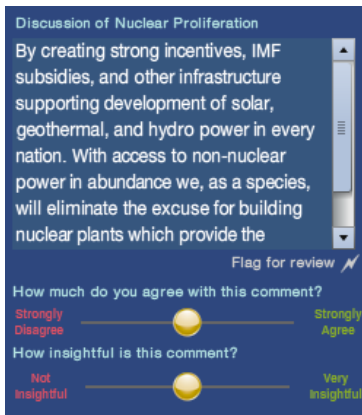 Discussion of Nuclear Proliferation
By creating strong incentives, IMF
subsidies, and other infrastructure
supporting development of solar,
geothermal, and hydro power in every
nation. With access to non-nuclear
power in abundance we, as a species,
will eliminate the excuse for building
nuclear plants which provide the
Flag for review
How much do you agree with this comment?
Strongly Disagree
Strongly Agree
How insightful is this comment?
Not Insightful
Very Insightful